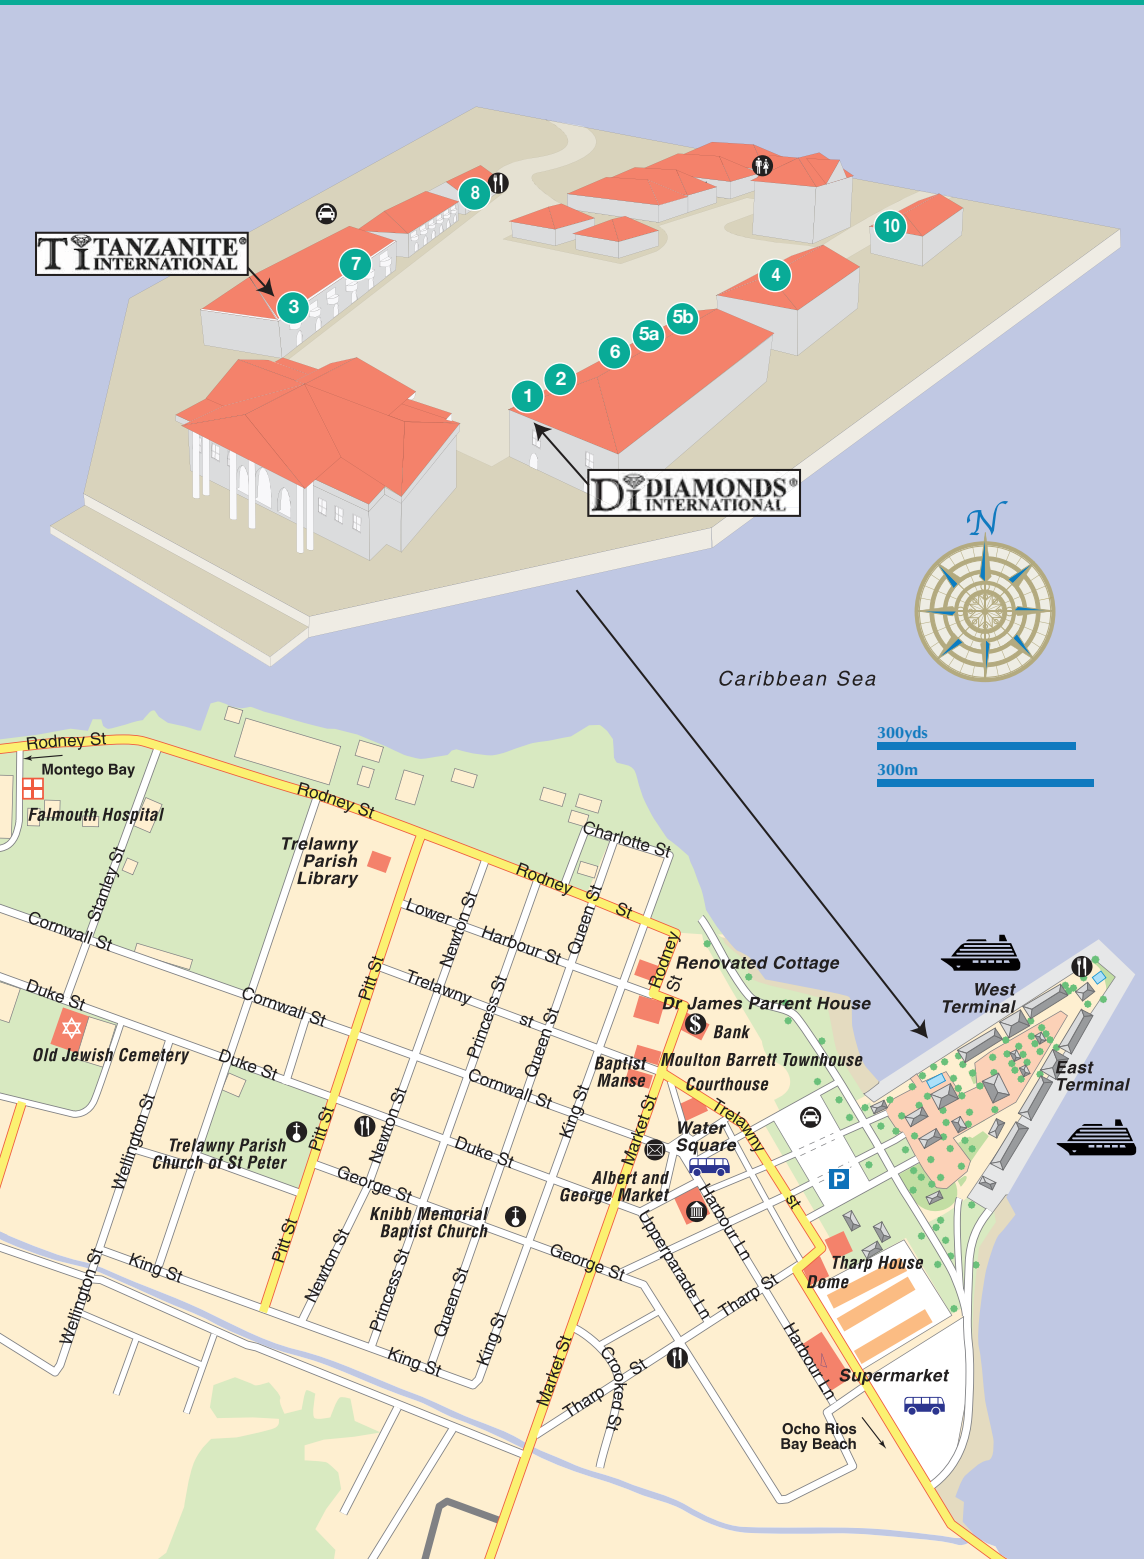 8
TANZANITE®
Ti INTERNATIONAL
7
10
4
3
5b
5a
6
2
1
Di DIAMONDS®
INTERNATIONAL
N
Caribbean Sea
300yds
300m
Rodney St
Montego Bay
Falmouth Hospital
Rodney St
Trelawny
Parish
Library
Charlotte St
Rodney
St
Stanley St
Cornwall St
Lower
Harbour St
Newton St
Queen St
Rodney
St
Renovated Cottage
West
Terminal
Duke St
Cornwall St
Pitt St
Trelawny
st
Princess St
Queen St
Dr James Parrent House
$
Bank
Old Jewish Cemetery
Duke St
Cornwall St
Baptist
Manse
Moulton Barrett Townhouse
Courthouse
East
Terminal
Wellington St
Pitt St
Newton St
King St
Market St
Trelawny
st
Water
Square
Trelawny Parish
Church of St Peter
Duke St
George St
Albert and
George Market
P
Knibb Memorial
Baptist Church
Pitt St
Newton St
Princess St
Queen St
George St
Upperparade Ln
Harbour Ln
Tharp House
Dome
Wellington St
King St
King St
King St
Market St
Tharp St
Harbour Ln
Crooked St
Tharp
St
Supermarket
Ocho Rios
Bay Beach